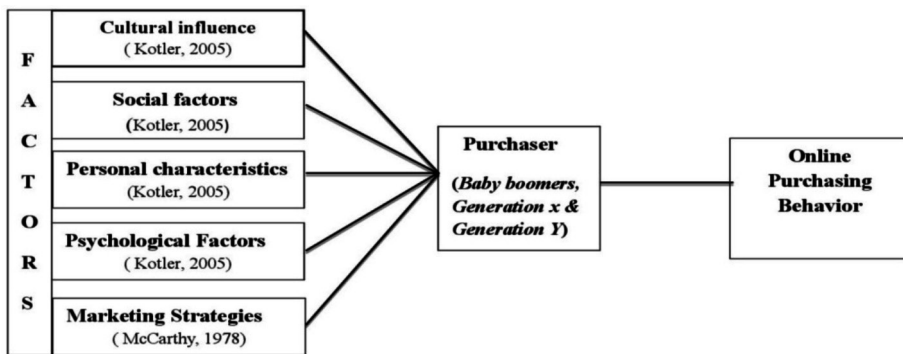 FACTORS
Cultural influence
( Kotler, 2005)
Social factors
(Kotler, 2005)
Personal characteristics
(Kotler, 2005)
Psychological Factors
( Kotler, 2005)
Marketing Strategies
( McCarthy, 1978)
Purchaser
(Baby boomers,
Generation x &
Generation Y)
Online
Purchasing
Behavior